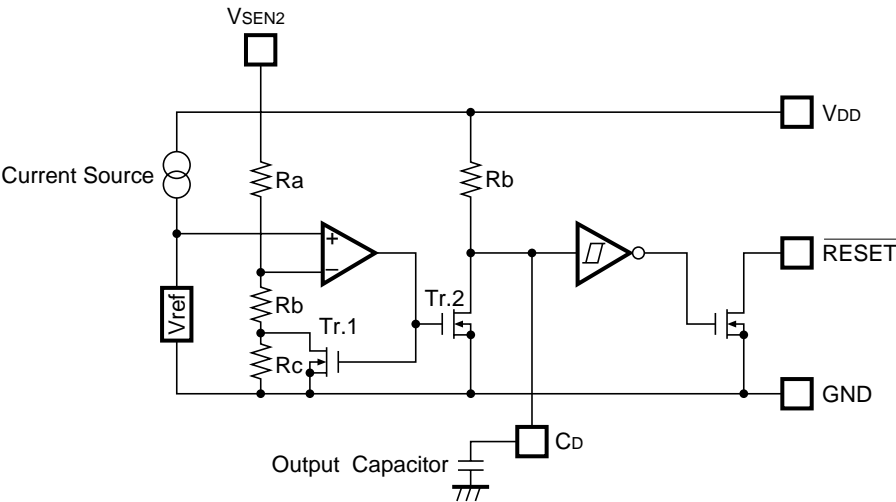 VSEN2
VDD
Current Source
Ra
Rb
+
−
RESET
Vref
Rb
Tr.1
Tr.2
Rc
GND
CD
Output Capacitor